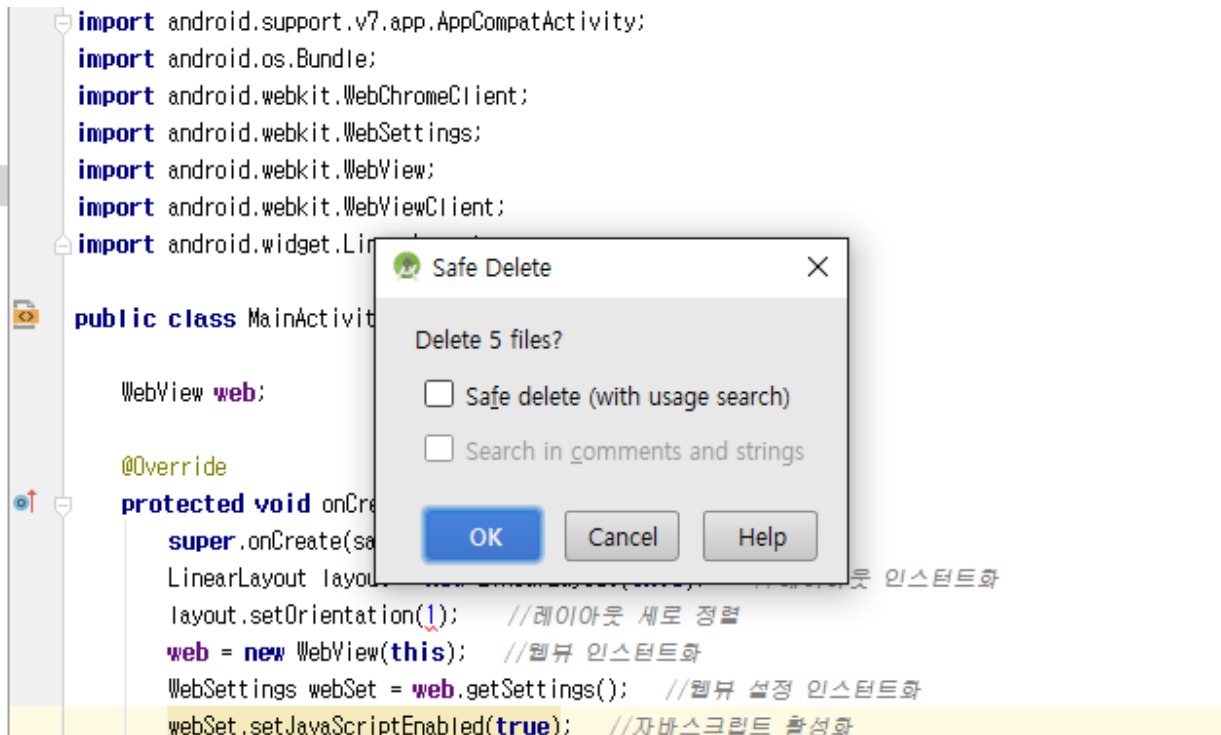 import android.support.v7.app.AppCompatActivity;
import android.os.Bundle;
import android.webkit.WebChromeClient;
import android.webkit.WebSettings;
import android.webkit.WebView;
import android.webkit.WebViewClient;
import android.widget.
public class MainActivit
WebView web;
@Override
protected void onCre
super.onCreate(sa
LinearLayout layou 인스턴트화
layout.setOrientation(1); //레이아웃 세로 정렬
web = new WebView(this); //웹뷰 인스턴트화
WebSettings webSet = web.getSettings(); //웹뷰 설정 인스턴트화
webSet.setJavaScriptEnabled(true); //자바스크립트 활성화
Safe Delete
Delete 5 files?
Safe delete (with usage search)
Search in comments and strings
OK Cancel Help